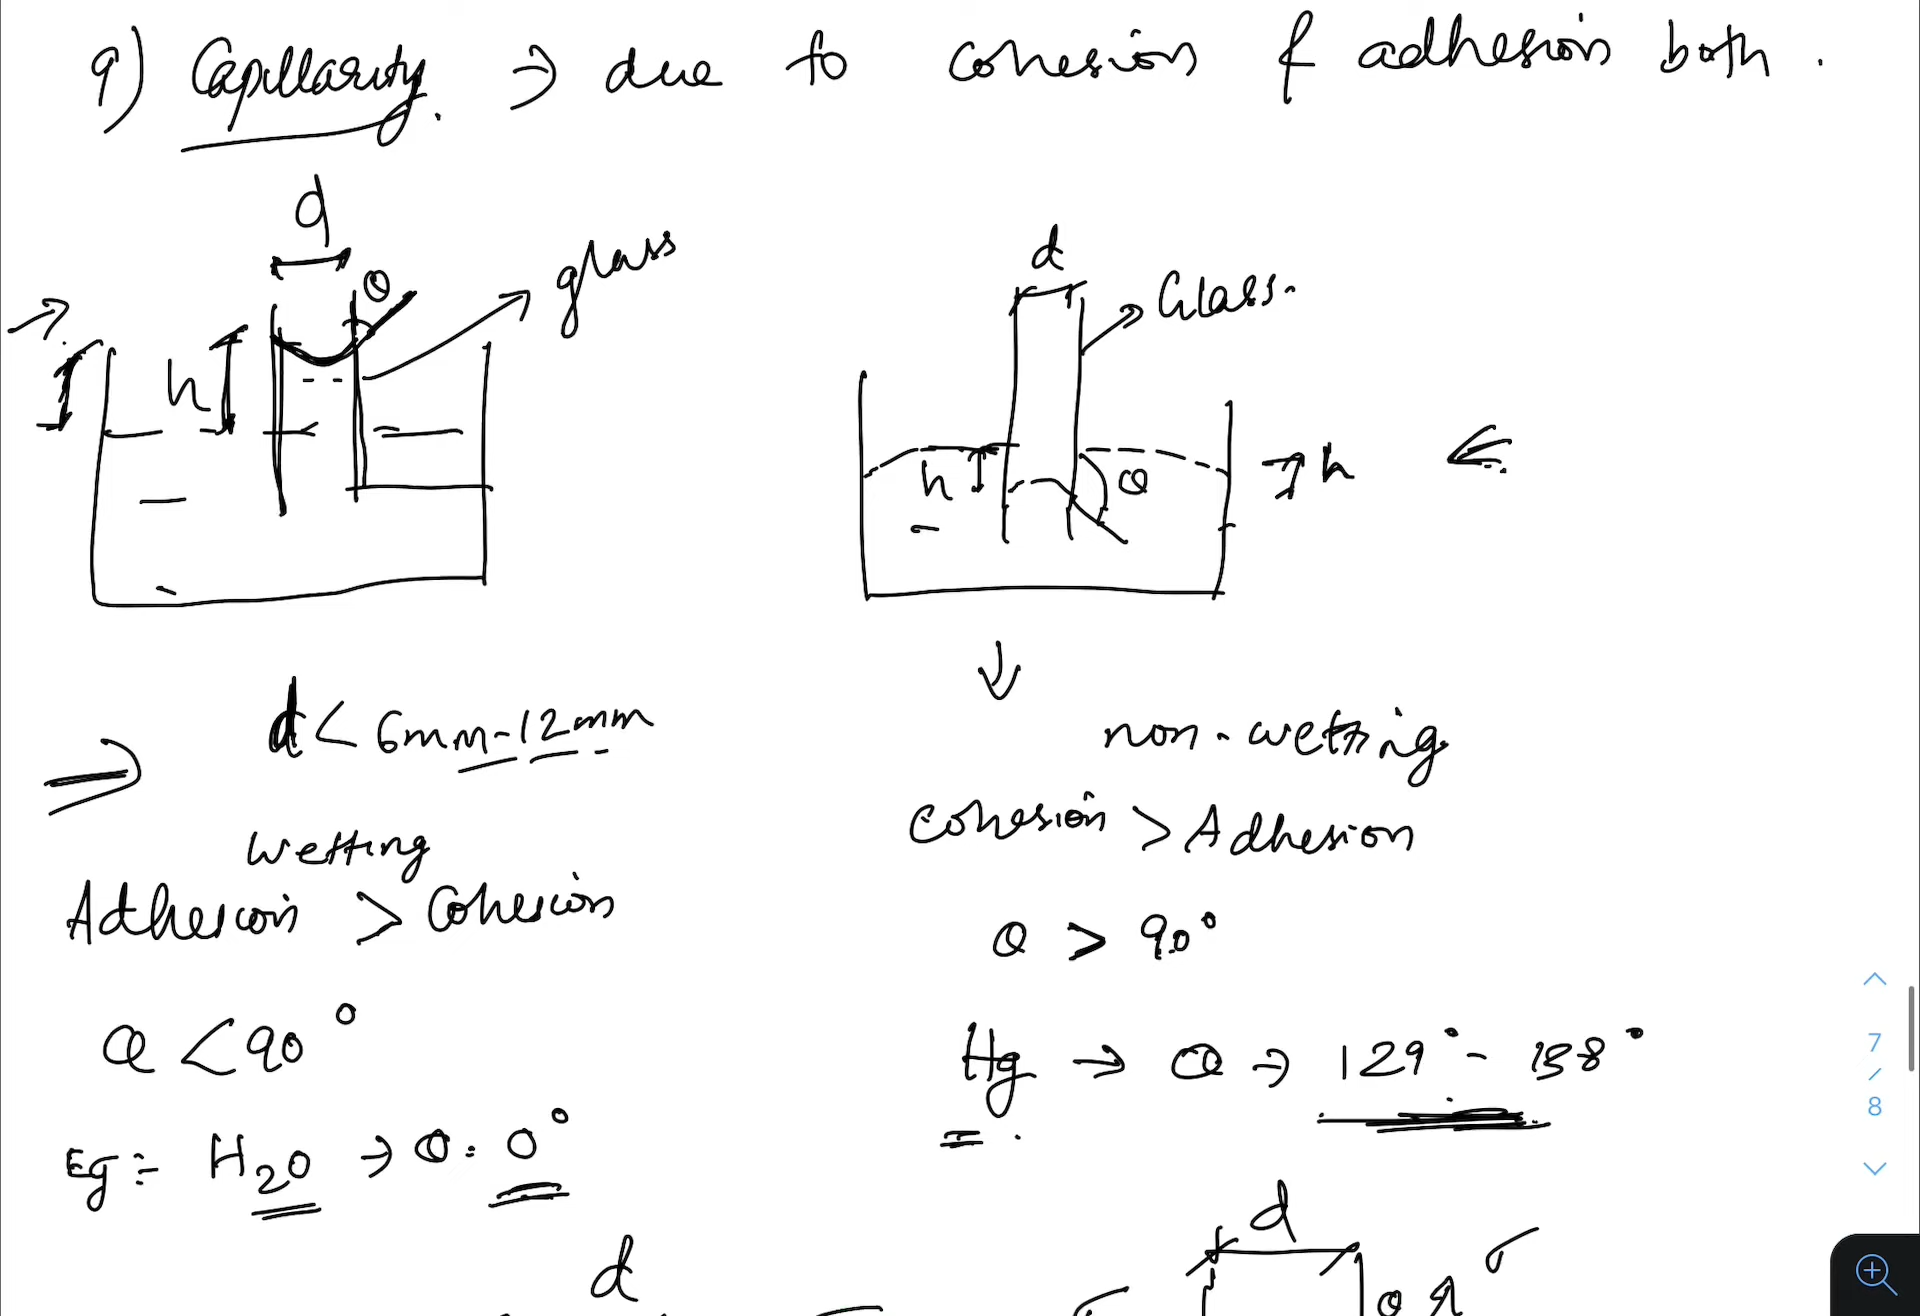 9) Capillarity. ⇒ due to cohesion & adhesion both.
d
θ
glass
h
d
Glass.
h
θ
h
d < 6mm-12mm
Wetting
Adhesion > Cohesion
θ < 90°
Eg:- H2O → θ = 0°
non-wetting
Cohesion > Adhesion
θ > 90°
Hg → θ → 129° - 138°
d
d
σ
θ
7
/
8